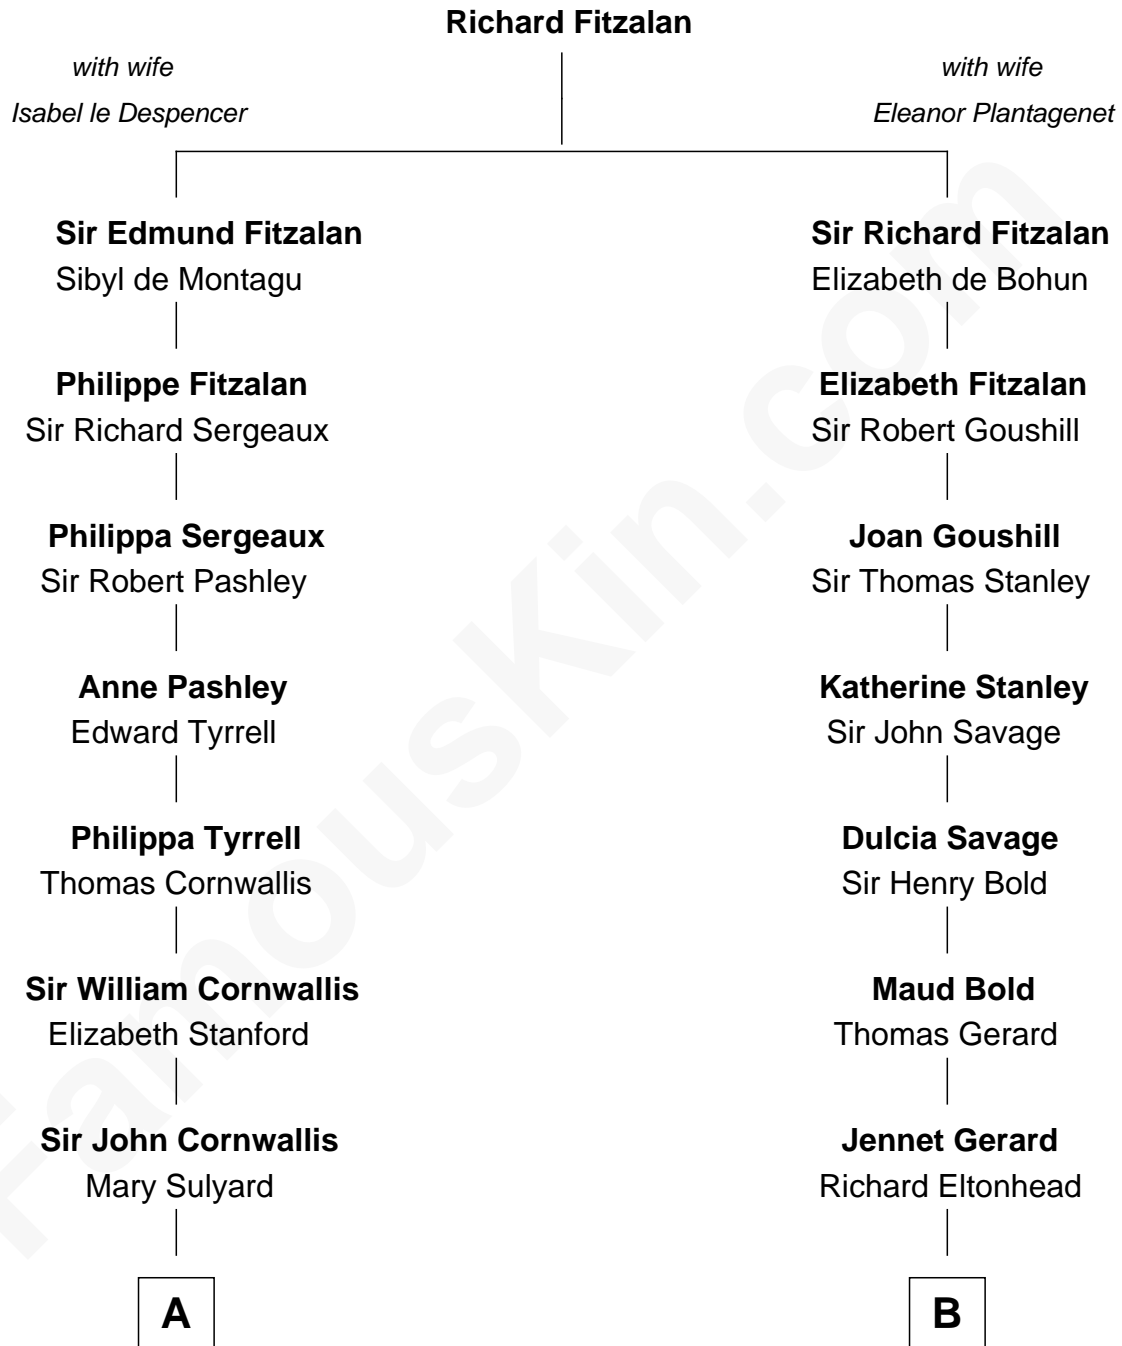 Richard Fitzalan
with wife
Isabel le Despencer
with wife
Eleanor Plantagenet
Sir Edmund Fitzalan
Sibyl de Montagu
Philippe Fitzalan
Sir Richard Sergeaux
Philippa Sergeaux
Sir Robert Pashley
Anne Pashley
Edward Tyrrell
Philippa Tyrrell
Thomas Cornwallis
Sir William Cornwallis
Elizabeth Stanford
Sir John Cornwallis
Mary Sulyard
A
Sir Richard Fitzalan
Elizabeth de Bohun
Elizabeth Fitzalan
Sir Robert Goushill
Joan Goushill
Sir Thomas Stanley
Katherine Stanley
Sir John Savage
Dulcia Savage
Sir Henry Bold
Maud Bold
Thomas Gerard
Jennet Gerard
Richard Eltonhead
B
FamousKin.com